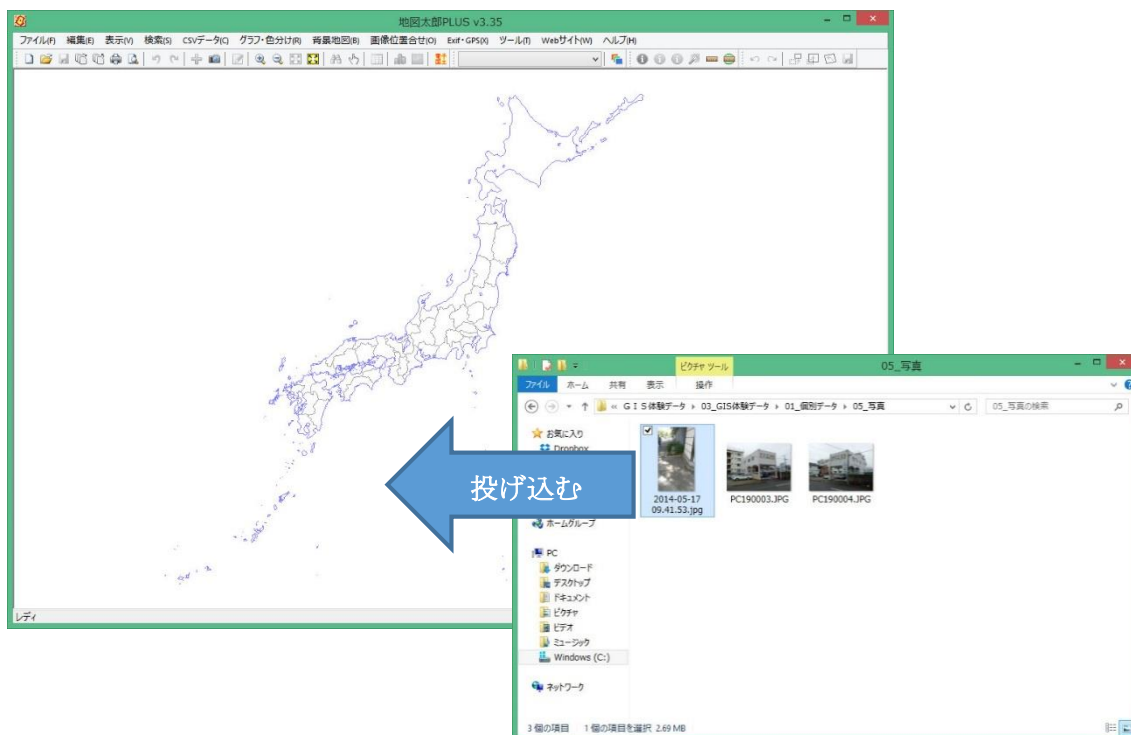 地図太郎PLUS v3.35
ファイル(F) 編集(E) 表示(V) 検索(S) CSVデータ(C) グラフ・色分け(R) 背景地図(B) 画像位置合せ(O) Exif・GPS(X) ツール(T) Webサイト(W) ヘルプ(H)
レディ
ピクチャ ツール
05_写真
ファイル ホーム 共有 表示 操作
« GIS体験データ ▸ 03_GIS体験データ ▸ 01_個別データ ▸ 05_写真
05_写真の検索
お気に入り
Dropbox
ホームグループ
PC
ダウンロード
デスクトップ
ドキュメント
ピクチャ
ビデオ
ミュージック
Windows (C:)
ネットワーク
2014-05-17
09.41.53.jpg
PC190003.JPG
PC190004.JPG
3 個の項目 1 個の項目を選択 2.69 MB
投げ込む